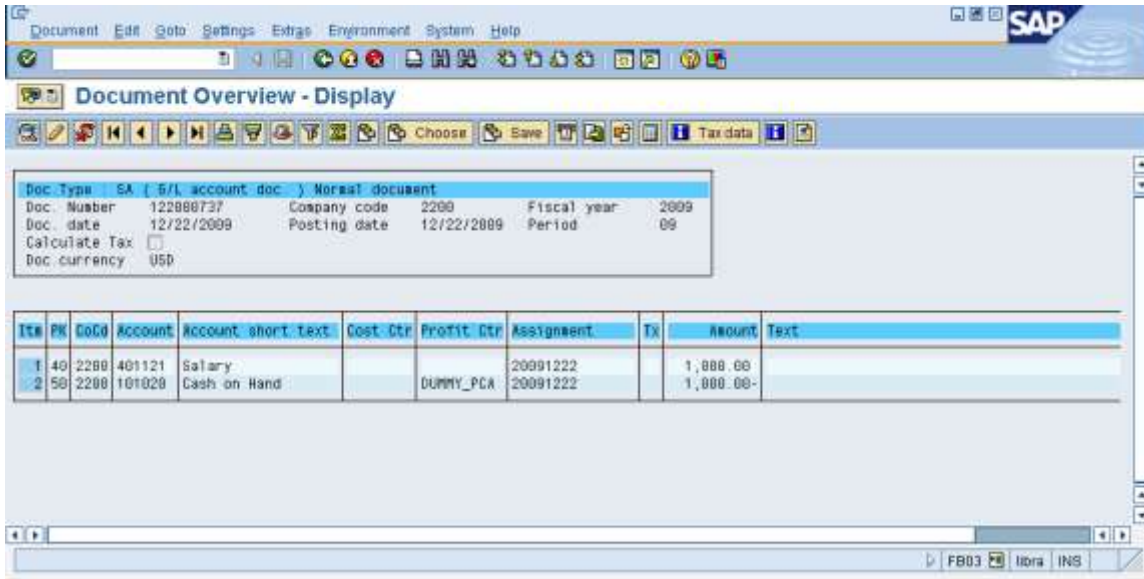 Document Edit Goto Settings Extras Environment System Help
SAP
Document Overview - Display
Choose Save Tax data
Doc. Type : SA ( G/L account doc. ) Normal document
Doc. Number Company code 2200 Fiscal year 2009
Doc. date 12/22/2009 Posting date 12/22/2009 Period 09
Calculate Tax
Doc. currency USD
Itm PK CoCd Account Account short text Cost Ctr Profit Ctr Assignment Tx Amount Text
1 40 2200 401121 Salary 20091222 1,000.00
2 50 2200 101020 Cash on Hand DUMMY_PCA 20091222 1,000.00-
FB03 libra INS